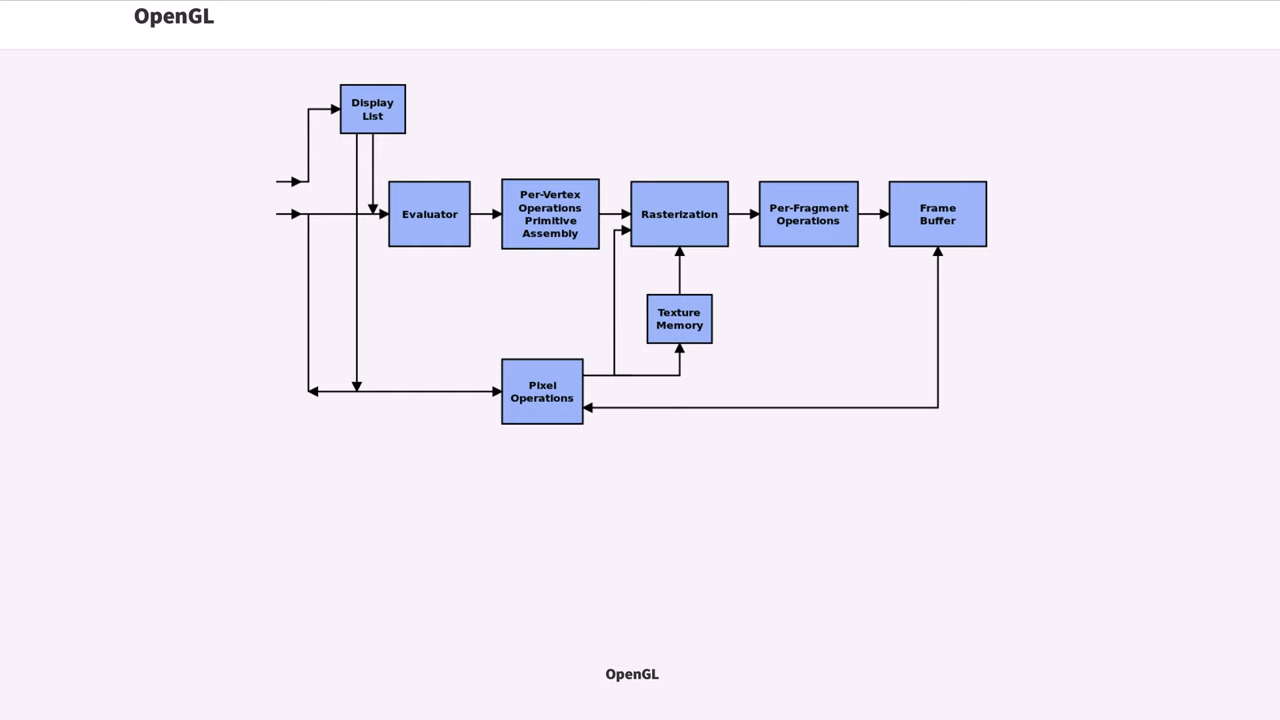 OpenGL
Display
List
Evaluator
Per-Vertex
Operations
Primitive
Assembly
Rasterization
Per-Fragment
Operations
Frame
Buffer
Texture
Memory
Pixel
Operations
OpenGL